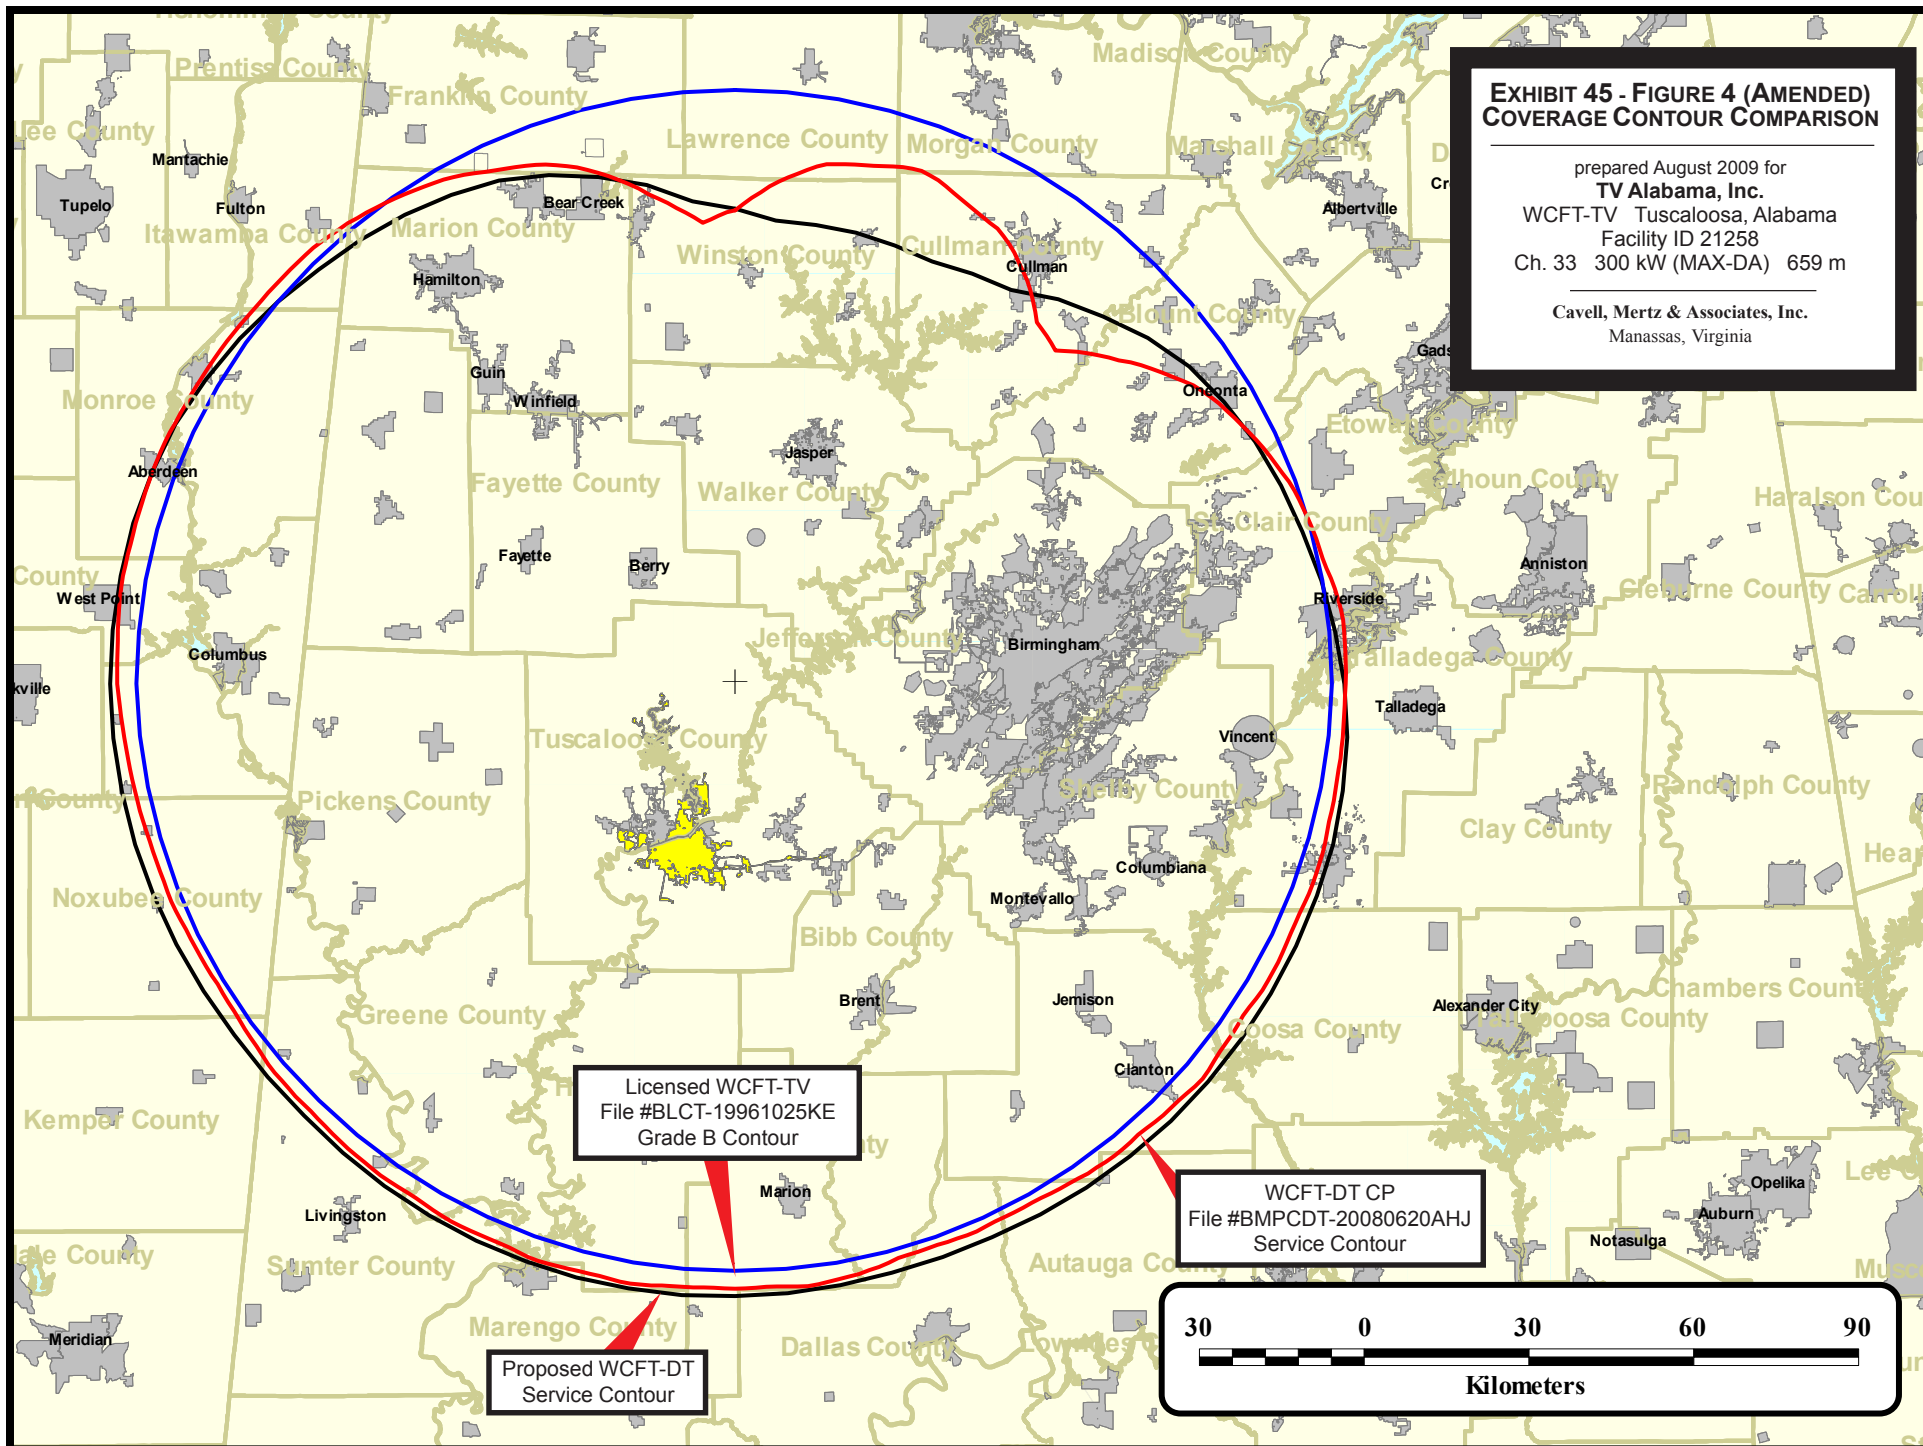 Madison County
Prentiss County
Franklin County
Lee County
Lawrence County
Morgan County
Marshall County
Mantachie
Tupelo
Fulton
Bear Creek
Albertville
Itawamba County
Marion County
Winston County
Cullman County
Cullman
Hamilton
Blount County
EXHIBIT 45 - FIGURE 4 (AMENDED)
COVERAGE CONTOUR COMPARISON
prepared August 2009 for
TV Alabama, Inc.
WCFT-TV Tuscaloosa, Alabama
Facility ID 21258
Ch. 33 300 kW (MAX-DA) 659 m
Cavell, Mertz & Associates, Inc.
Manassas, Virginia
Guin
Winfield
Oneonta
Monroe County
Etowah County
Aberdeen
Jasper
Fayette County
Walker County
Calhoun County
Haralson Cou
St. Clair County
Fayette
Berry
Anniston
County
West Point
Riverside
Cleburne County
Carro
Columbus
Jefferson County
Birmingham
Talladega County
kville
Talladega
Tuscaloosa County
Vincent
Pickens County
Shelby County
Randolph County
Clay County
Columbiana
Hear
Noxubee County
Montevallo
Bibb County
Brent
Jemison
Alexander City
Chambers Coun
Greene County
Coosa County
Tallapoosa County
Clanton
Kemper County
Licensed WCFT-TV
File #BLCT-19961025KE
Grade B Contour
Marion
WCFT-DT CP
File #BMPCDT-20080620AHJ
Service Contour
Opelika
Auburn
Lee C
Livingston
Notasulga
Sumter County
Autauga Co
Marengo County
Dallas County
Meridian
Proposed WCFT-DT
Service Contour
30 0 30 60 90
Kilometers